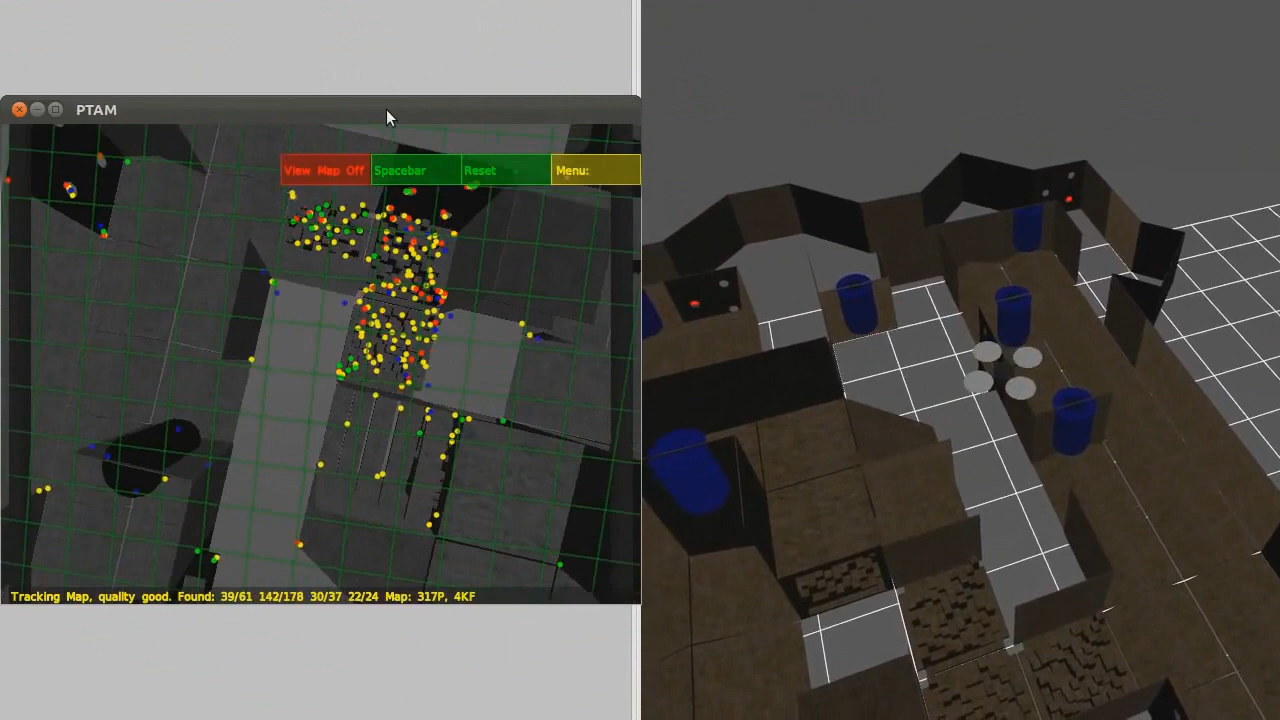 PTAM
View Map Off Spacebar Reset Menu:
Tracking Map, quality good. Found: 39/61 142/178 30/37 22/24 Map: 317P, 4KF